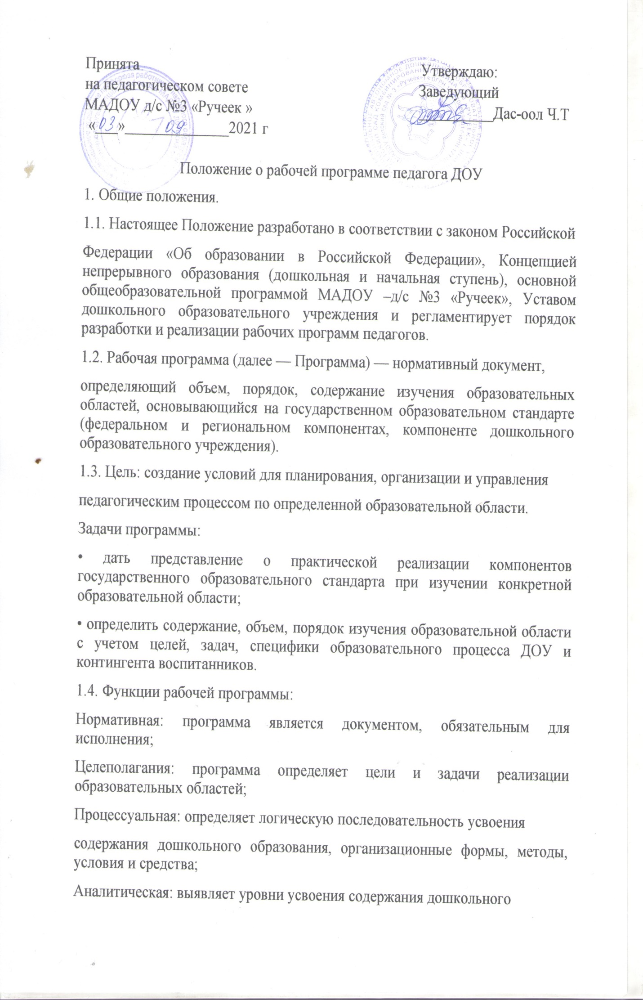 Принята
на педагогическом совете
МАДОУ д/с №3 «Ручеек »
«03»   09   2021 г
Утверждаю:
Заведующий
Дас-оол Ч.Т
Положение о рабочей программе педагога ДОУ
1. Общие положения.
1.1. Настоящее Положение разработано в соответствии с законом Российской
Федерации «Об образовании в Российской Федерации», Концепцией
непрерывного образования (дошкольная и начальная ступень), основной
общеобразовательной программой МАДОУ –д/с №3 «Ручеек», Уставом
дошкольного образовательного учреждения и регламентирует порядок
разработки и реализации рабочих программ педагогов.
1.2. Рабочая программа (далее — Программа) — нормативный документ,
определяющий объем, порядок, содержание изучения образовательных
областей, основывающийся на государственном образовательном стандарте
(федеральном и региональном компонентах, компоненте дошкольного
образовательного учреждения).
1.3. Цель: создание условий для планирования, организации и управления
педагогическим процессом по определенной образовательной области.
Задачи программы:
• дать представление о практической реализации компонентов
государственного образовательного стандарта при изучении конкретной
образовательной области;
• определить содержание, объем, порядок изучения образовательной области
с учетом целей, задач, специфики образовательного процесса ДОУ и
контингента воспитанников.
1.4. Функции рабочей программы:
Нормативная: программа является документом, обязательным для
исполнения;
Целеполагания: программа определяет цели и задачи реализации
образовательных областей;
Процессуальная: определяет логическую последовательность усвоения
содержания дошкольного образования, организационные формы, методы,
условия и средства;
Аналитическая: выявляет уровни усвоения содержания дошкольного